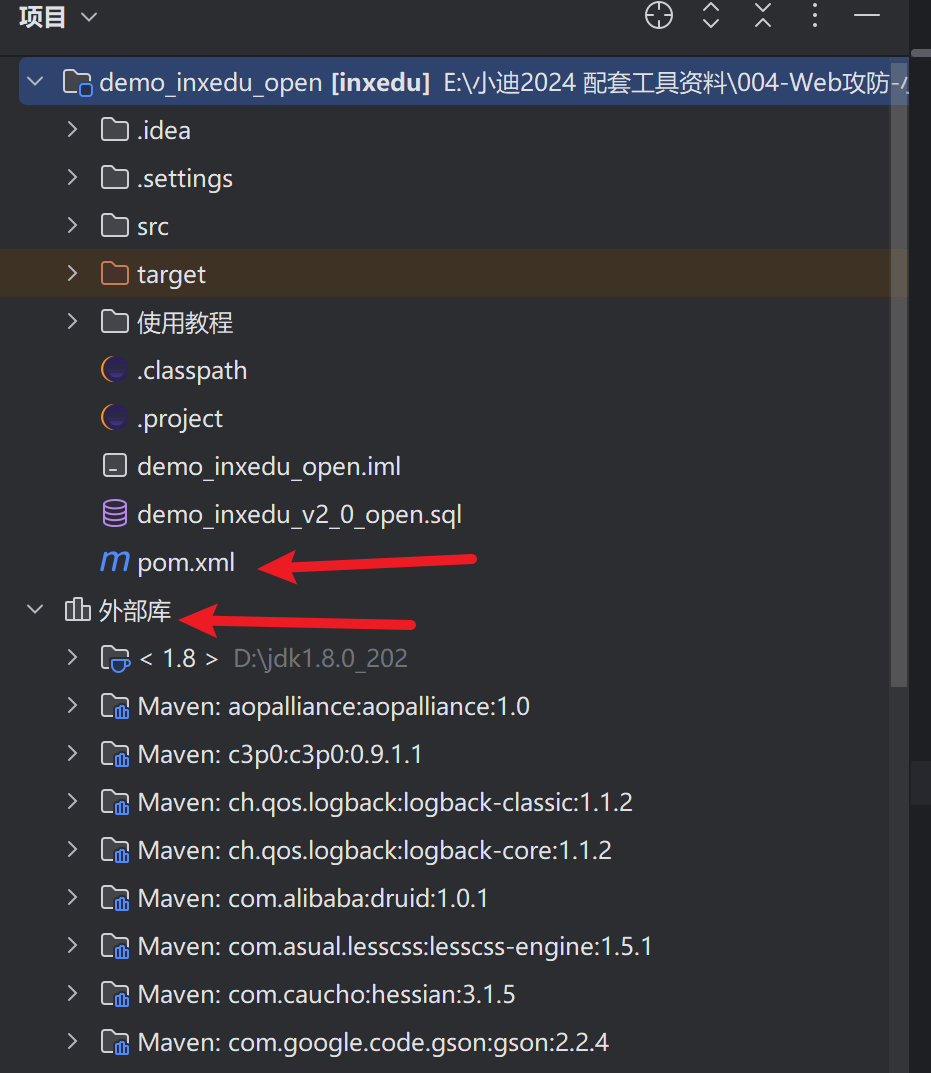 项目
demo_inxedu_open [inxedu] E:\小迪2024 配套工具资料\004-Web攻防-
.idea
.settings
src
target
使用教程
.classpath
.project
demo_inxedu_open.iml
demo_inxedu_v2_0_open.sql
pom.xml
外部库
< 1.8 > D:\jdk1.8.0_202
Maven: aopalliance:aopalliance:1.0
Maven: c3p0:c3p0:0.9.1.1
Maven: ch.qos.logback:logback-classic:1.1.2
Maven: ch.qos.logback:logback-core:1.1.2
Maven: com.alibaba:druid:1.0.1
Maven: com.asual.lesscss:lesscss-engine:1.5.1
Maven: com.caucho:hessian:3.1.5
Maven: com.google.code.gson:gson:2.2.4